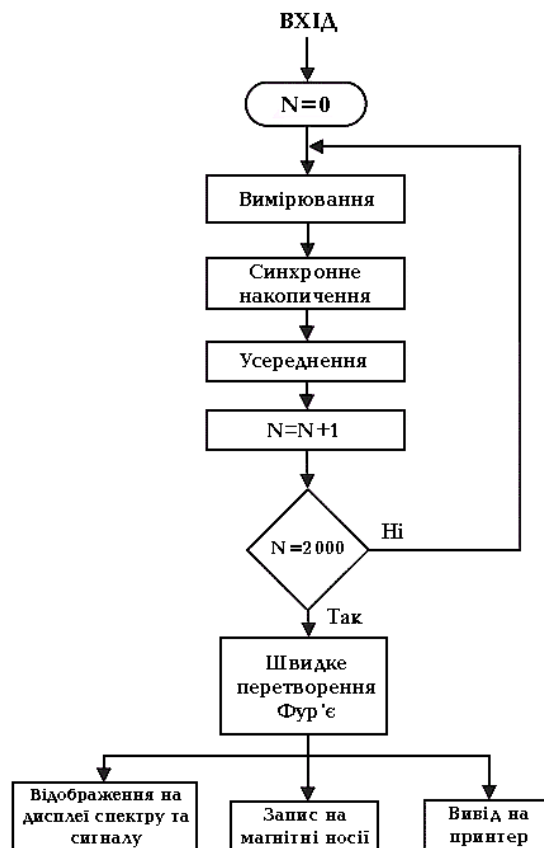 ВХІД
N=0
Вимірювання
Синхронне
накопичення
Усереднення
N=N+1
N=2000
Ні
Так
Швидке
перетворення
Фур'є
Відображення на
дисплеї спектру та
сигналу
Запис на
магнітні носії
Вивід на
принтер